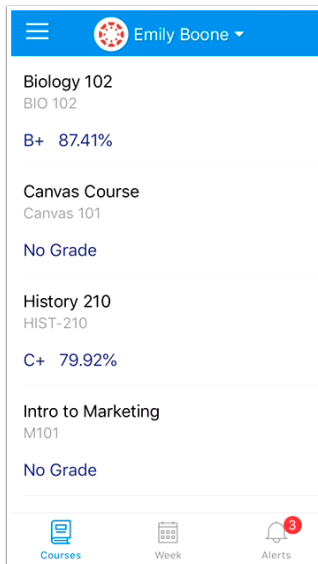 Emily Boone
Biology 102
BIO 102
B+ 87.41%
Canvas Course
Canvas 101
No Grade
History 210
HIST-210
C+ 79.92%
Intro to Marketing
M101
No Grade
3
Courses Week Alerts